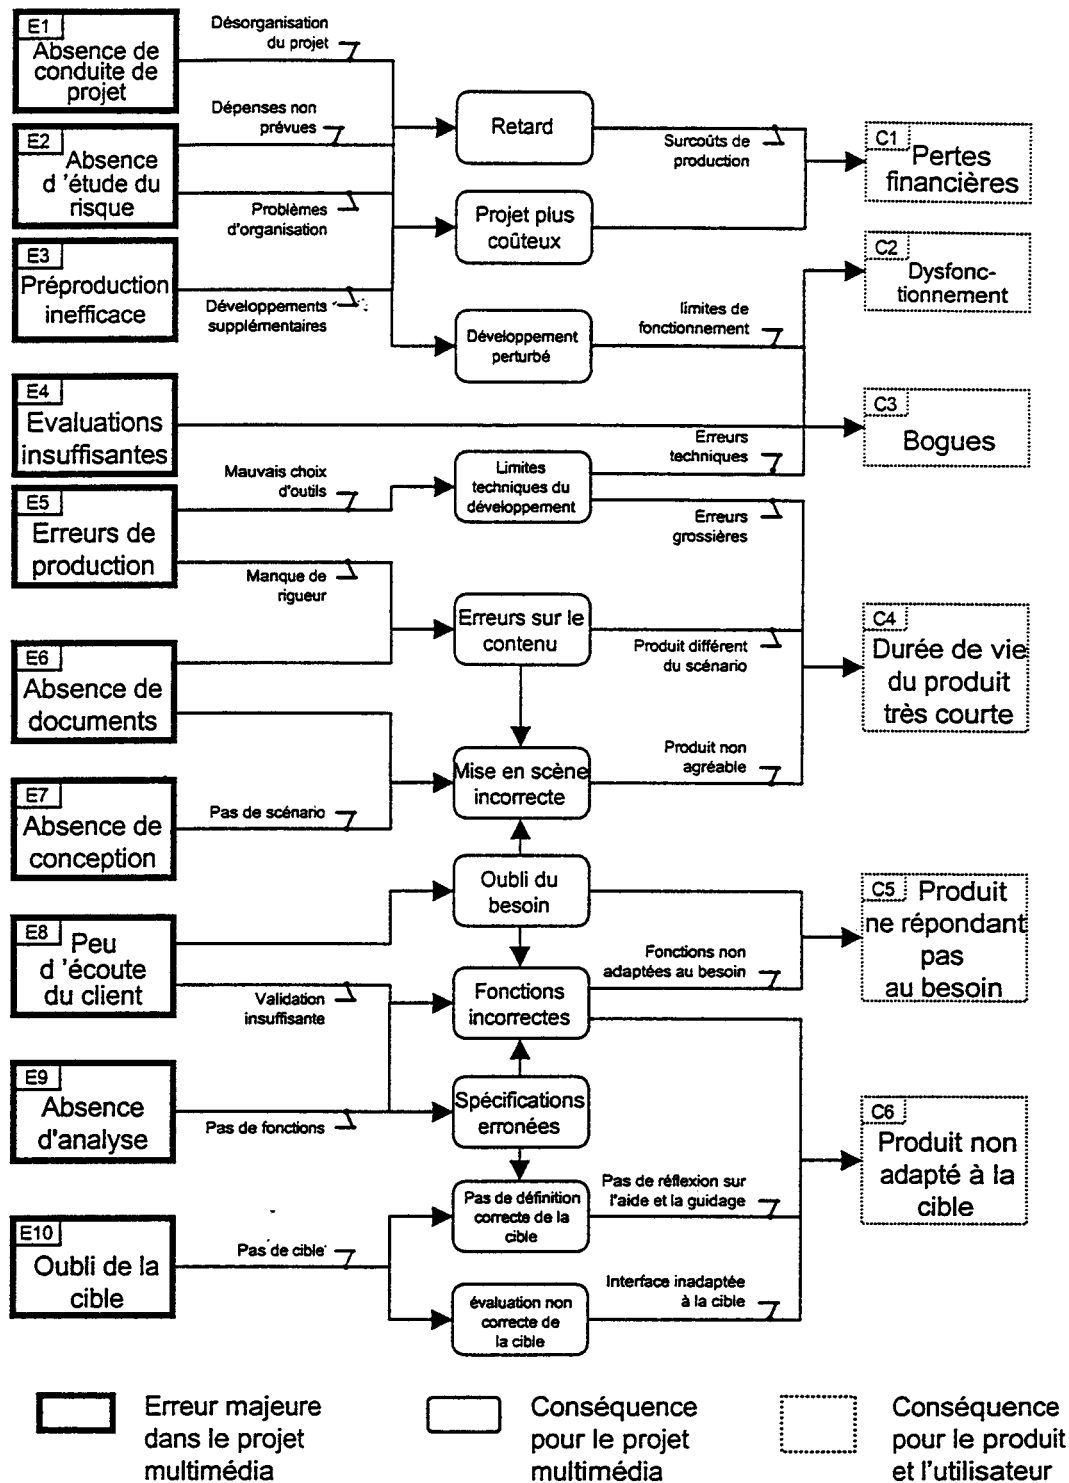 E1
Absence de
conduite de
projet
Désorganisation
du projet
E2
Absence
d 'étude du
risque
Dépenses non
prévues
Problèmes
d'organisation
E3
Préproduction
inefficace
Développements
supplémentaires
Retard
Surcoûts de
production
Projet plus
coûteux
Développement
perturbé
limites de
fonctionnement
C1
Pertes
financières
C2
Dysfonc-
tionnement
E4
Evaluations
insuffisantes
C3
Bogues
E5
Erreurs de
production
Mauvais choix
d'outils
Manque de
rigueur
Limites
techniques du
développement
Erreurs
techniques
Erreurs
grossières
E6
Absence de
documents
Erreurs sur le
contenu
Produit différent
du scénario
C4
Durée de vie
du produit
très courte
E7
Absence de
conception
Pas de scénario
Mise en scène
incorrecte
Produit non
agréable
E8
Peu
d 'écoute
du client
Validation
insuffisante
Oubli du
besoin
Fonctions
incorrectes
Fonctions non
adaptées au besoin
C5
Produit
ne répondant
pas
au besoin
E9
Absence
d'analyse
Pas de fonctions
Spécifications
erronées
C6
Produit non
adapté à la
cible
E10
Oubli de la
cible
Pas de cible
Pas de définition
correcte de la
cible
Pas de réflexion sur
l'aide et la guidage
évaluation non
correcte de
la cible
Interface inadaptée
à la cible
Erreur majeure
dans le projet
multimédia
Conséquence
pour le projet
multimédia
Conséquence
pour le produit
et l'utilisateur